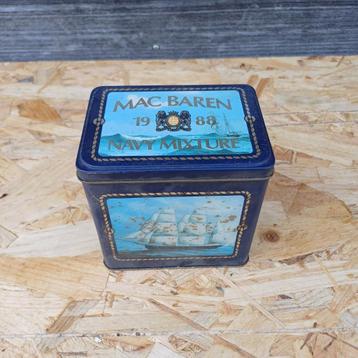 MAC BAREN
19 88
NAVY MIXTURE